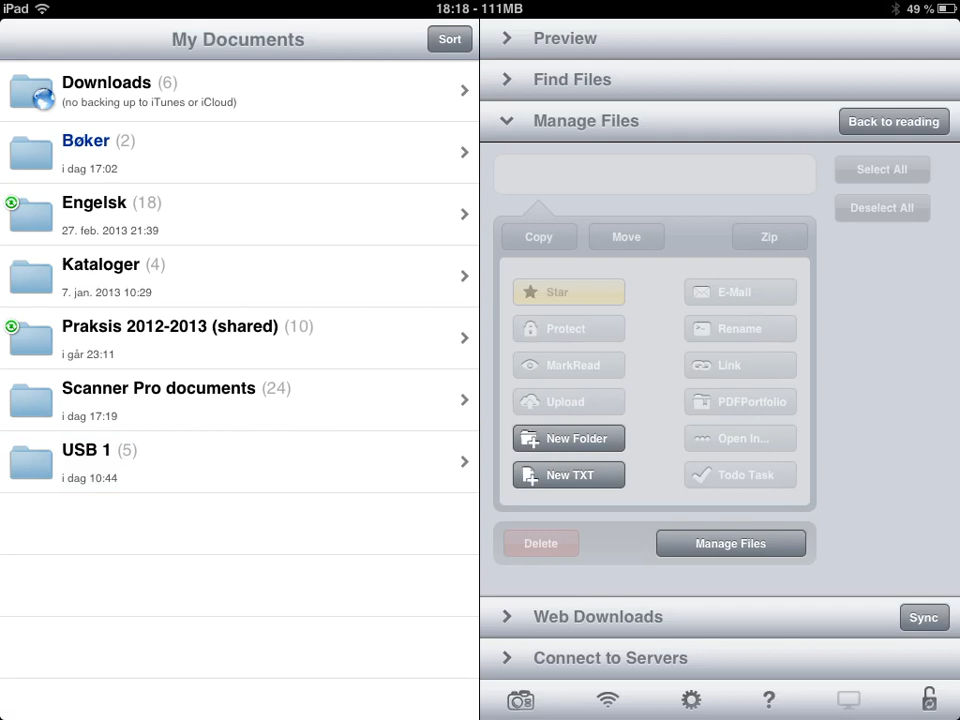 iPad 18:18 - 111MB 49 %
My Documents Sort
Downloads (6)
(no backing up to iTunes or iCloud)
Bøker (2)
i dag 17:02
Engelsk (18)
27. feb. 2013 21:39
Kataloger (4)
7. jan. 2013 10:29
Praksis 2012-2013 (shared) (10)
i går 23:11
Scanner Pro documents (24)
i dag 17:19
USB 1 (5)
i dag 10:44
Preview
Find Files
Manage Files Back to reading
Select All
Deselect All
Copy Move Zip
Star E-Mail
Protect Rename
MarkRead Link
Upload PDFPortfolio
New Folder Open In...
New TXT Todo Task
Delete Manage Files
Web Downloads Sync
Connect to Servers
?